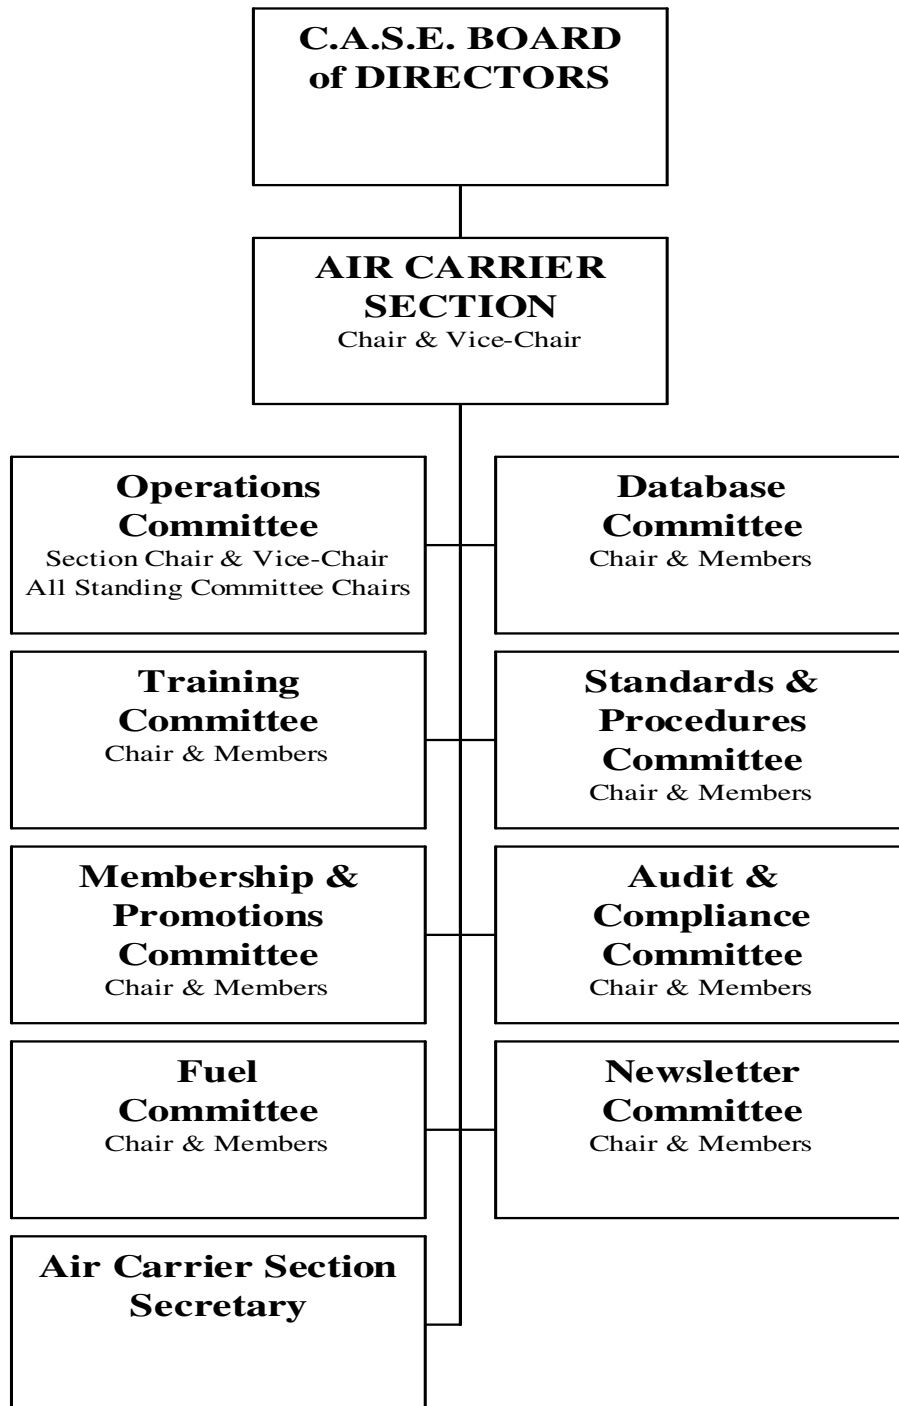 C.A.S.E. BOARD
of DIRECTORS
AIR CARRIER
SECTION
Chair & Vice-Chair
Operations
Committee
Section Chair & Vice-Chair
All Standing Committee Chairs
Database
Committee
Chair & Members
Training
Committee
Chair & Members
Standards &
Procedures
Committee
Chair & Members
Membership &
Promotions
Committee
Chair & Members
Audit &
Compliance
Committee
Chair & Members
Fuel
Committee
Chair & Members
Newsletter
Committee
Chair & Members
Air Carrier Section
Secretary